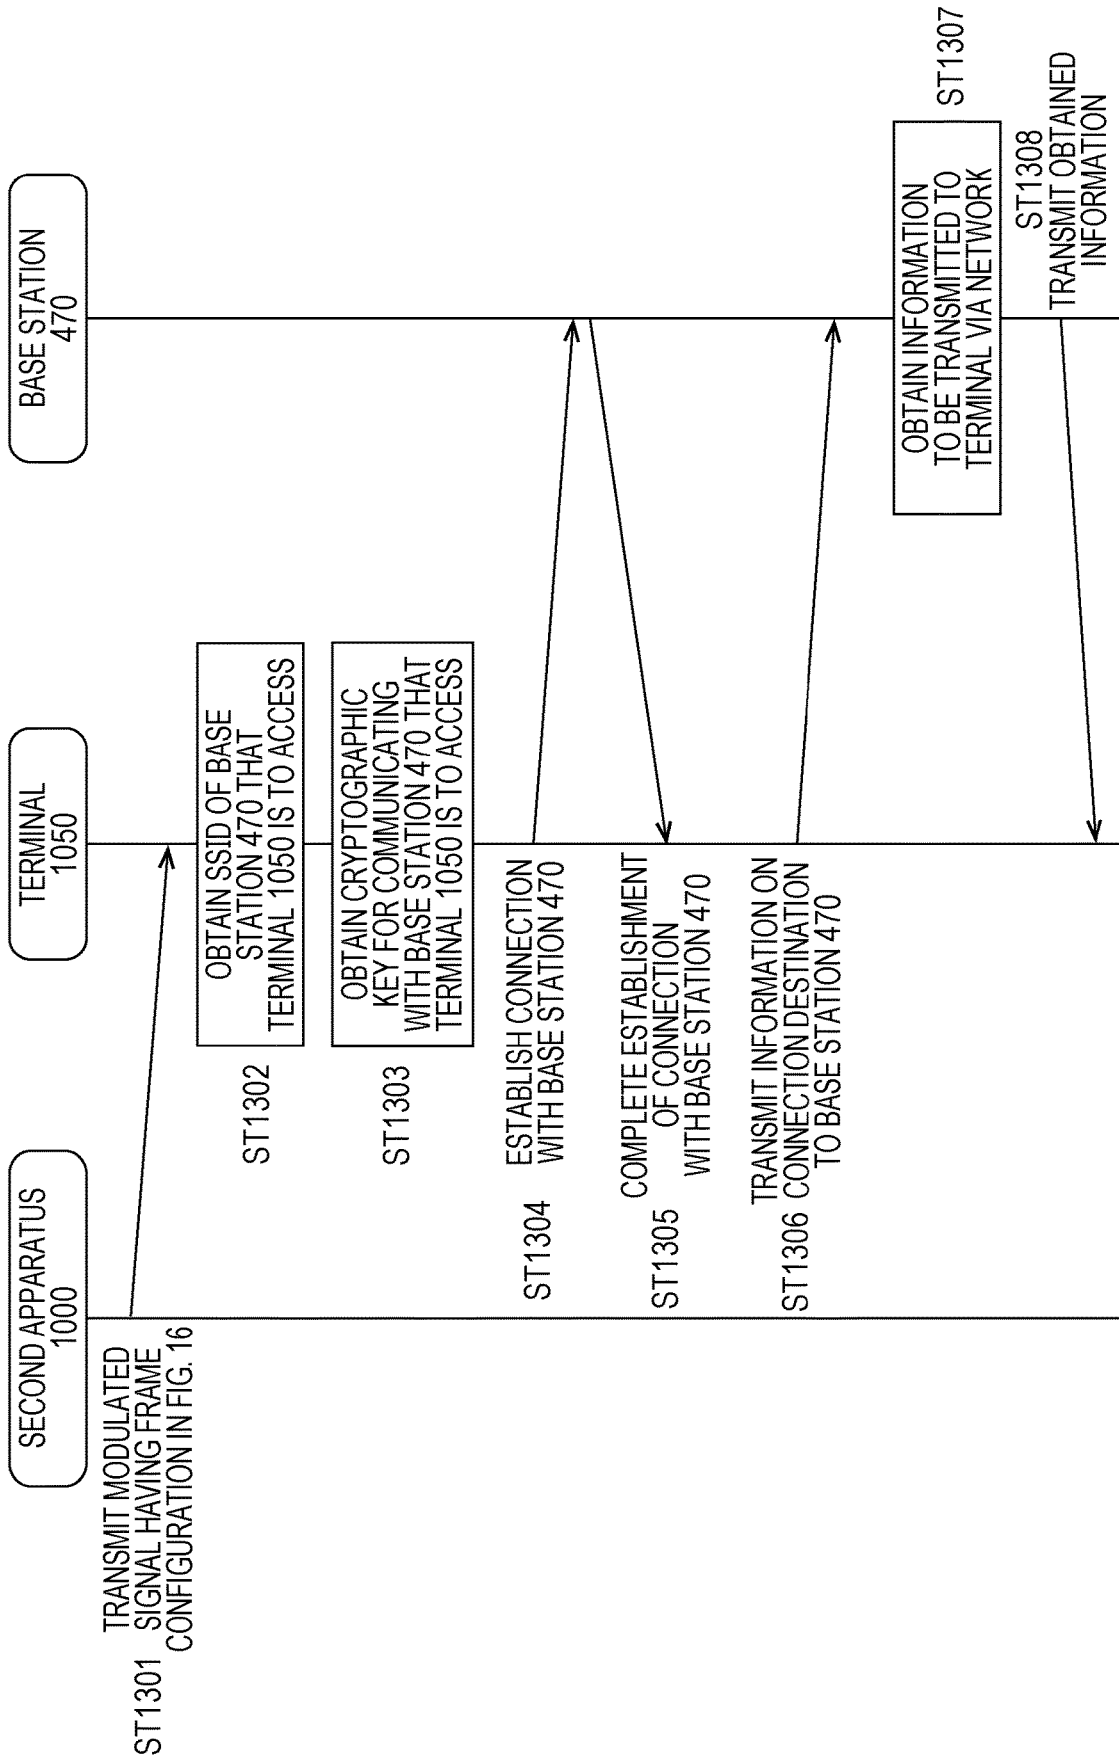 SECOND APPARATUS
1000
TERMINAL
1050
BASE STATION
470
ST1301
TRANSMIT MODULATED
SIGNAL HAVING FRAME
CONFIGURATION IN FIG. 16
ST1302
OBTAIN SSID OF BASE
STATION 470 THAT
TERMINAL 1050 IS TO ACCESS
ST1303
OBTAIN CRYPTOGRAPHIC
KEY FOR COMMUNICATING
WITH BASE STATION 470 THAT
TERMINAL 1050 IS TO ACCESS
ST1304
ESTABLISH CONNECTION
WITH BASE STATION 470
ST1305
COMPLETE ESTABLISHMENT
OF CONNECTION
WITH BASE STATION 470
ST1306
TRANSMIT INFORMATION ON
CONNECTION DESTINATION
TO BASE STATION 470
OBTAIN INFORMATION
TO BE TRANSMITTED TO
TERMINAL VIA NETWORK
ST1307
ST1308
TRANSMIT OBTAINED
INFORMATION